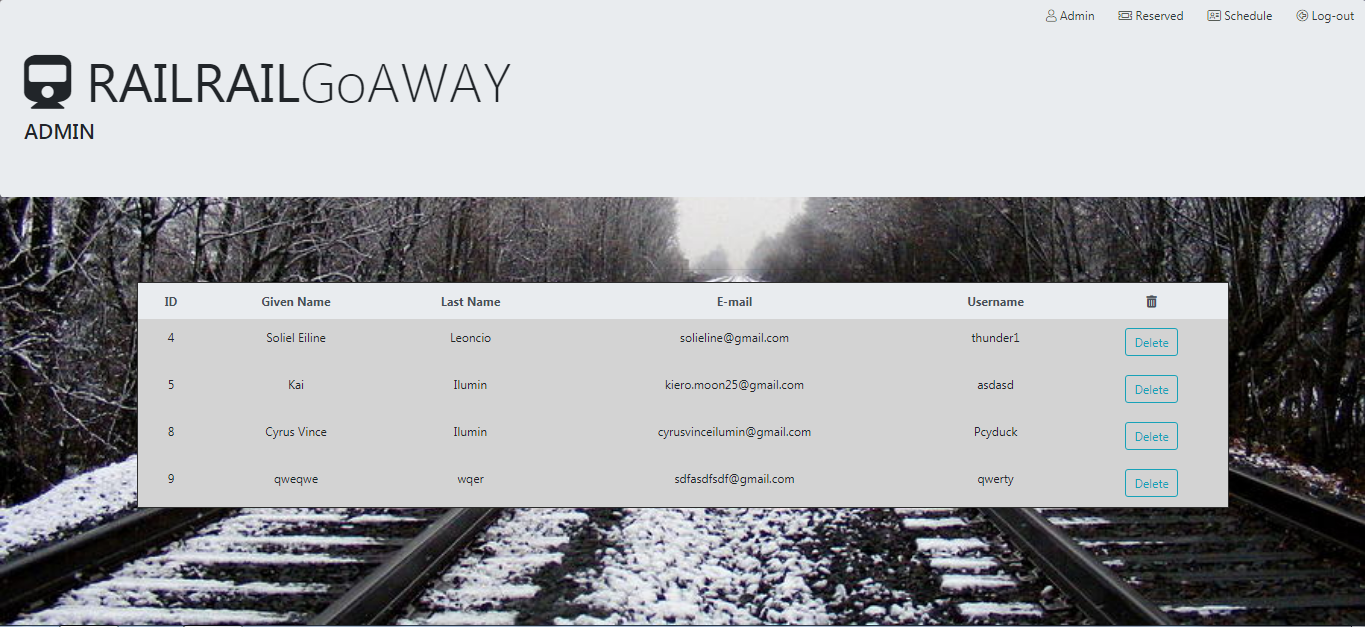 Admin Reserved Schedule Log-out
RAILRAILGoAWAY
ADMIN
ID Given Name Last Name E-mail Username
4 Soliel Eiline Leoncio solieline@gmail.com thunder1 Delete
5 Kai Ilumin kiero.moon25@gmail.com asdasd Delete
8 Cyrus Vince Ilumin cyrusvinceilumin@gmail.com Pcyduck Delete
9 qweqwe wqer sdfasdfsdf@gmail.com qwerty Delete